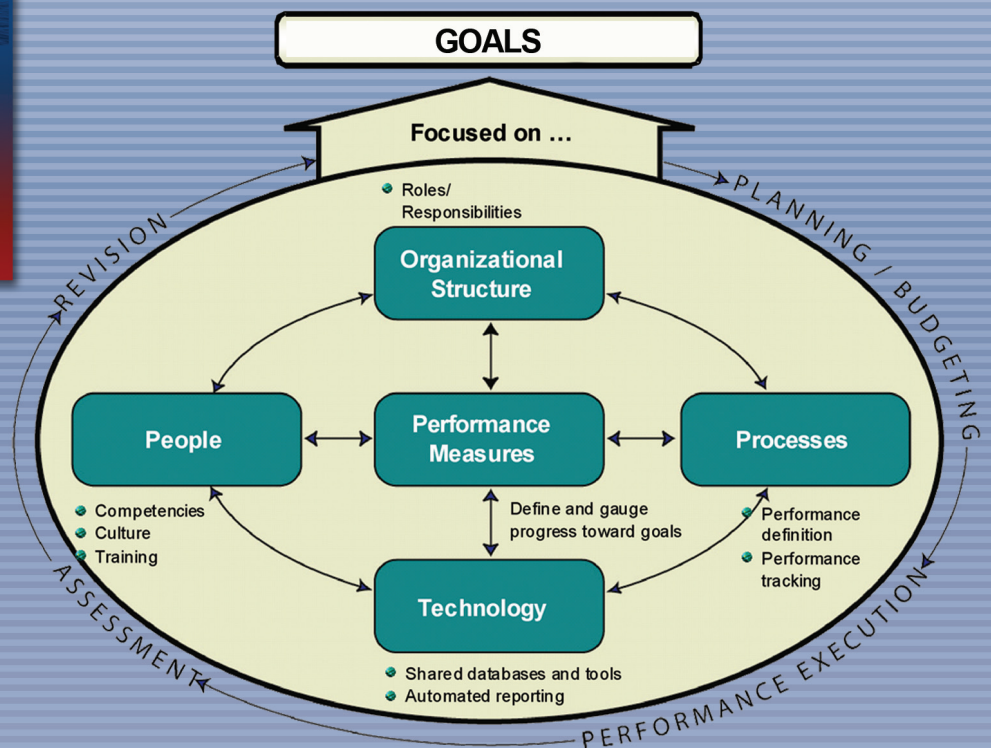 GOALS
Focused on ...
Roles/
Responsibilities
Organizational
Structure
People
Performance
Measures
Processes
Competencies
Culture
Training
Define and gauge
progress toward goals
Performance
definition
Performance
tracking
Technology
Shared databases and tools
Automated reporting
PLANNING / BUDGETING
PERFORMANCE EXECUTION
ASSESSMENT
REVISION